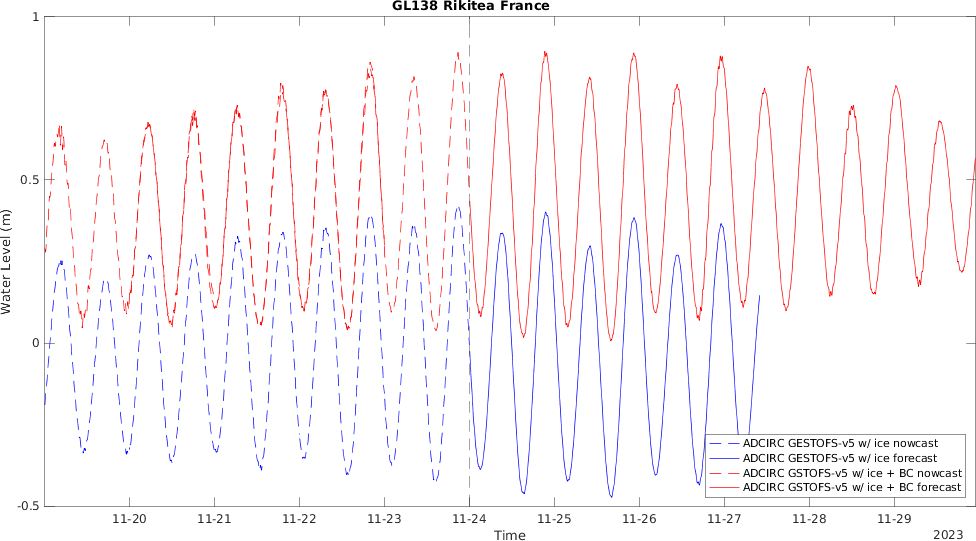 GL138 Rikitea France
1
0.5
0
-0.5
Water Level (m)
11-20 11-21 11-22 11-23 11-24 11-25 11-26 11-27 11-28 11-29
Time
2023
ADCIRC GESTOFS-v5 w/ ice nowcast
ADCIRC GESTOFS-v5 w/ ice forecast
ADCIRC GSTOFS-v5 w/ ice + BC nowcast
ADCIRC GSTOFS-v5 w/ ice + BC forecast